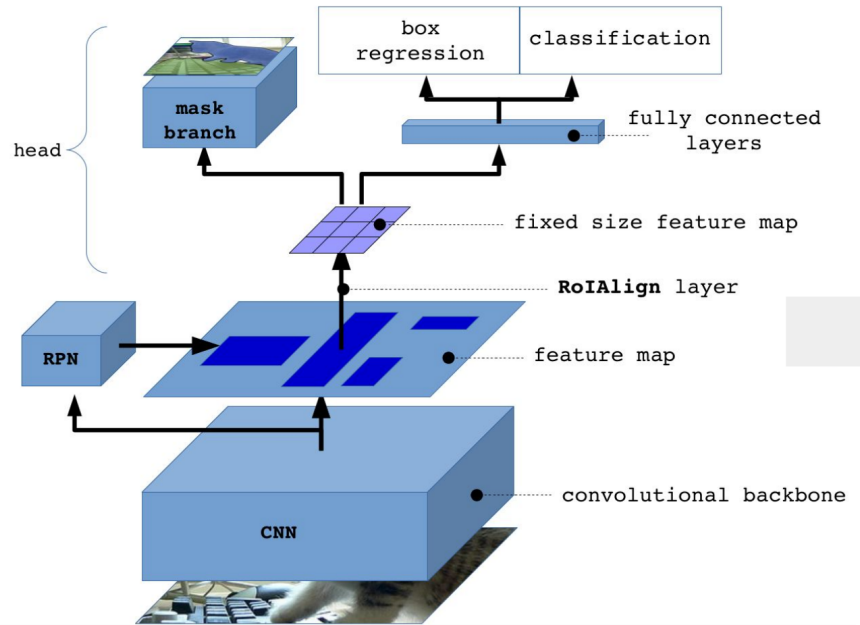 box
regression
classification
mask
branch
fully connected
layers
head
fixed size feature map
RoIAlign layer
RPN
feature map
convolutional backbone
CNN